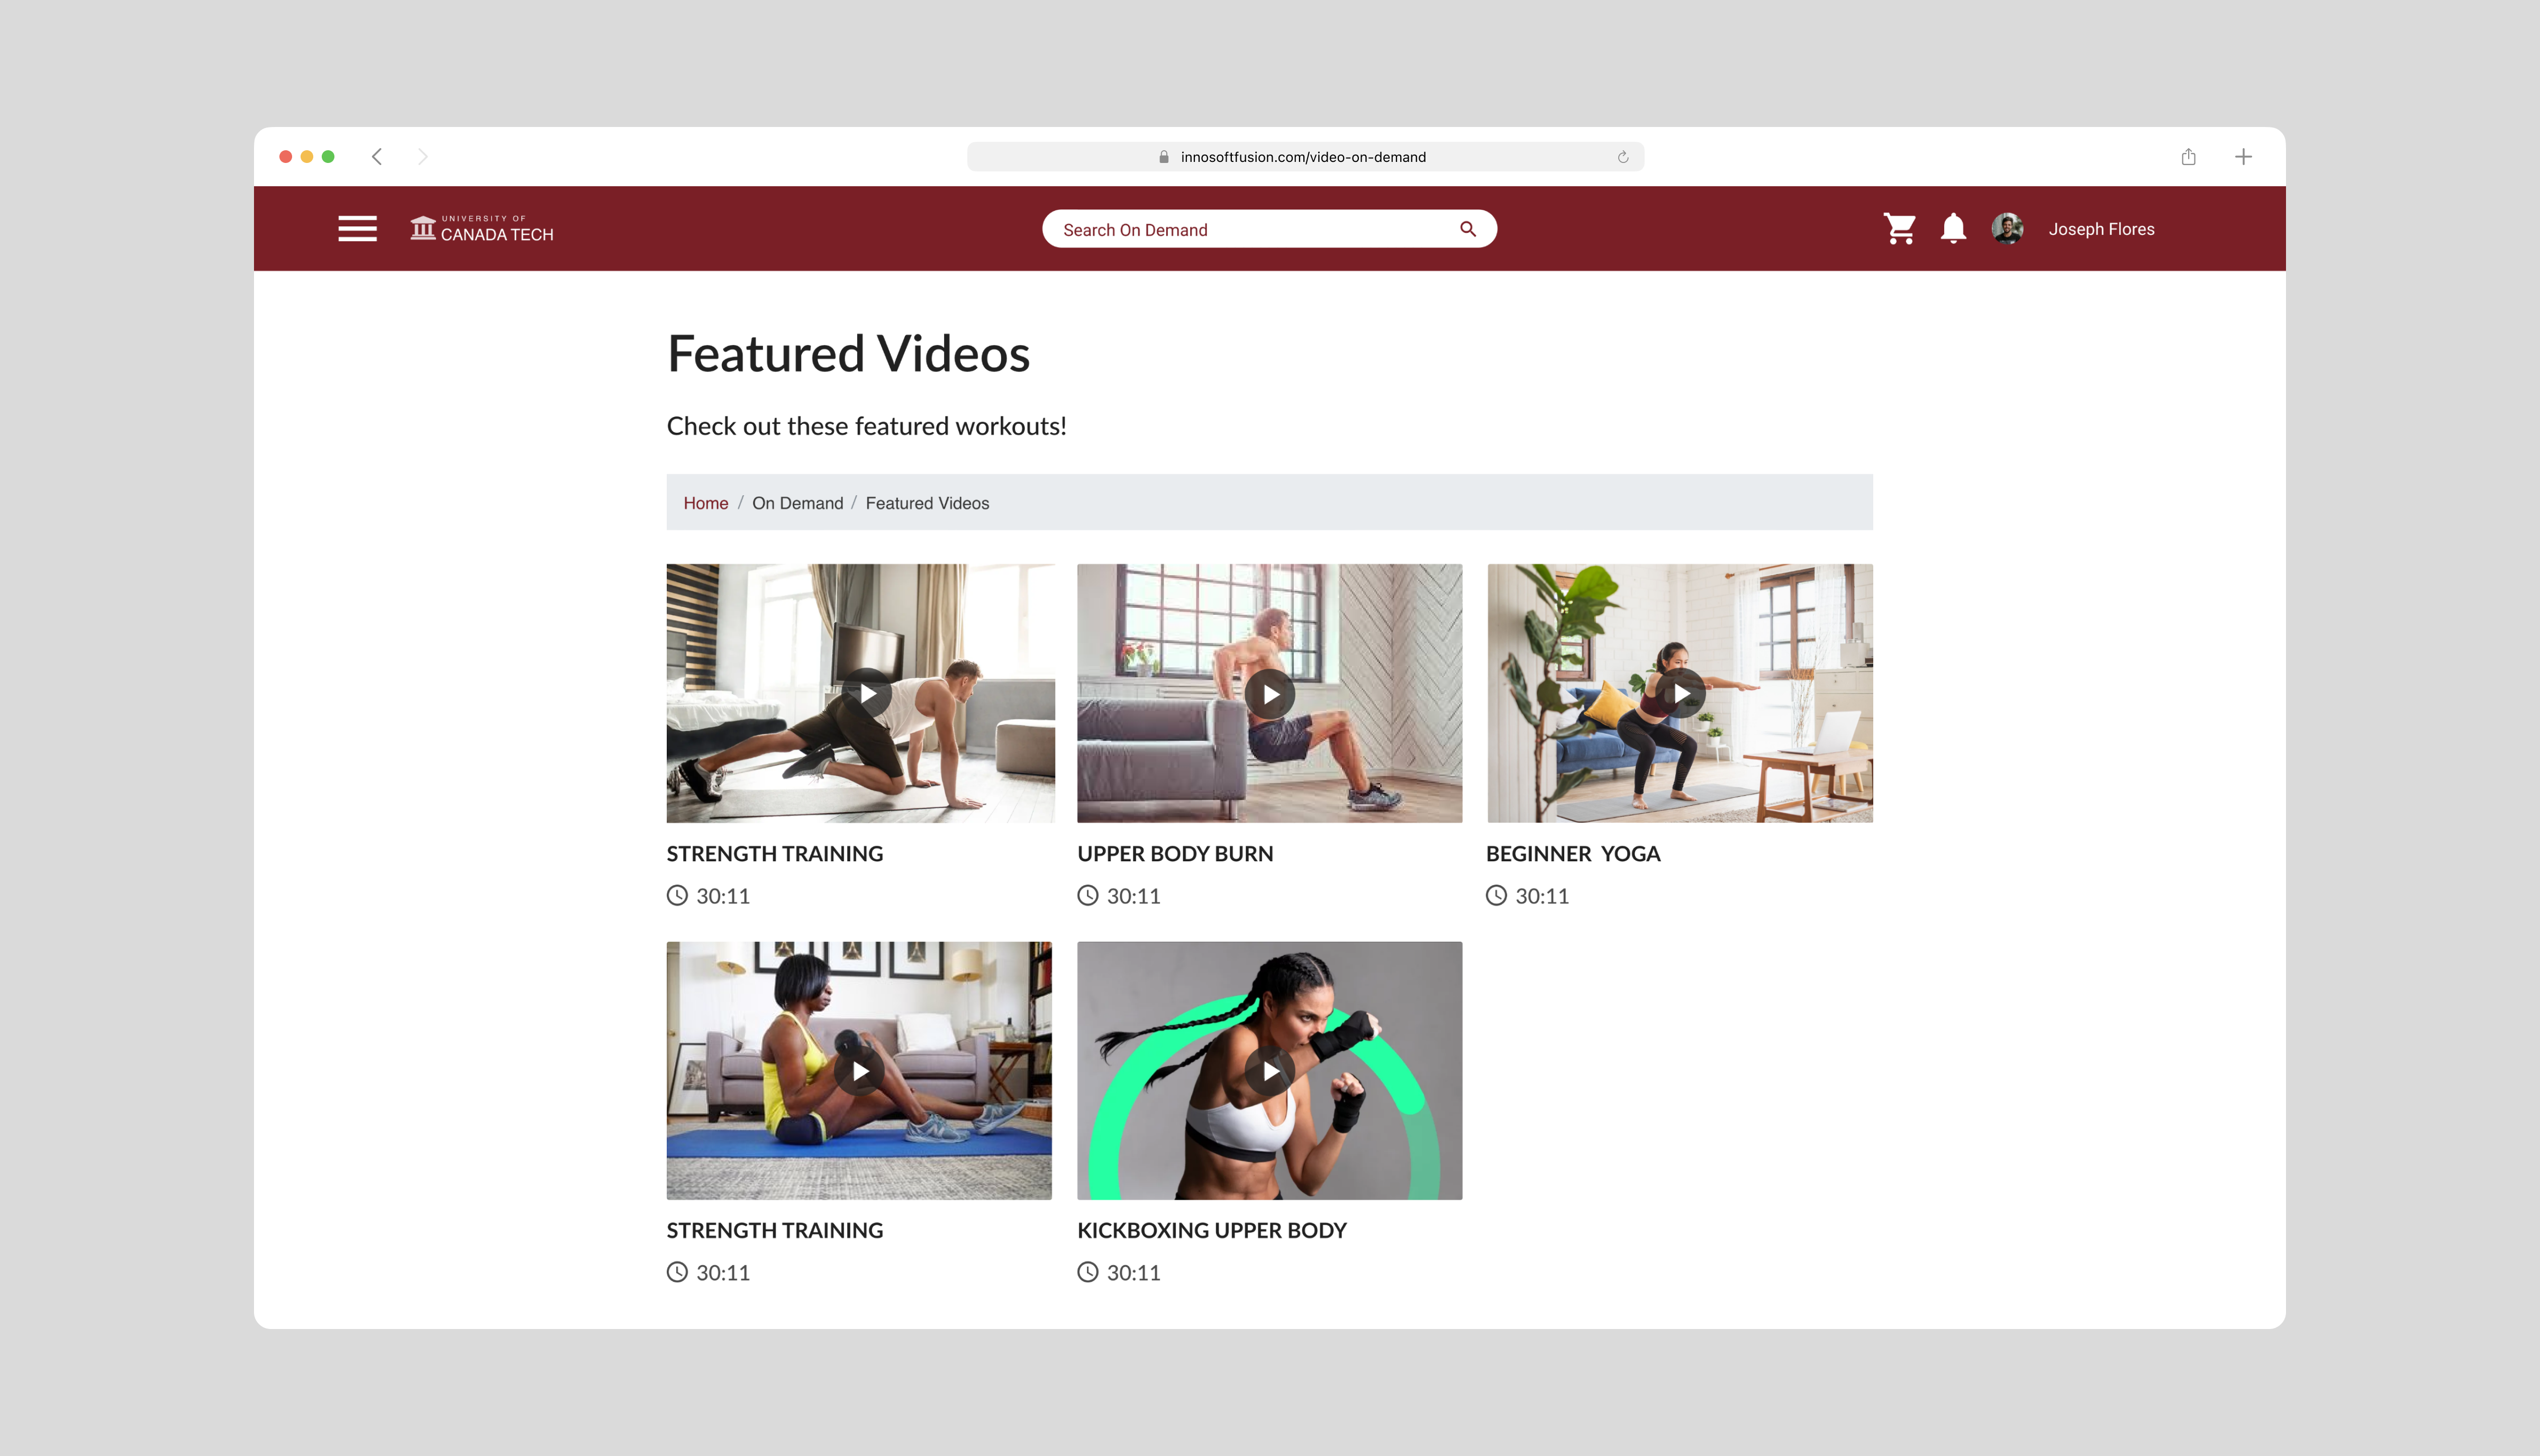 innosoftfusion.com/video-on-demand
UNIVERSITY OF
CANADA TECH
Search On Demand
Joseph Flores
Featured Videos
Check out these featured workouts!
Home / On Demand / Featured Videos
STRENGTH TRAINING
30:11
UPPER BODY BURN
30:11
BEGINNER YOGA
30:11
STRENGTH TRAINING
30:11
KICKBOXING UPPER BODY
30:11